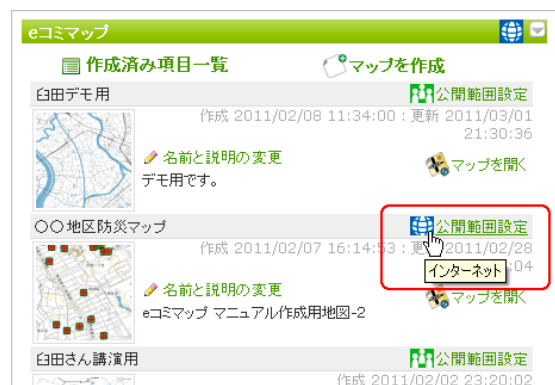 eコミマップ
作成済み項目一覧 マップを作成
臼田デモ用 公開範囲設定
作成 2011/02/08 11:34:00 : 更新 2011/03/01
21:30:36
名前と説明の変更
マップを開く
デモ用です。
〇〇地区防災マップ 公開範囲設定
作成 2011/02/07 16:14:53 : 更 2011/02/28
:04
インターネット
名前と説明の変更
マップを開く
eコミマップ マニュアル作成用地図-2
臼田さん講演用 公開範囲設定
作成 2011/02/02 23:20:02